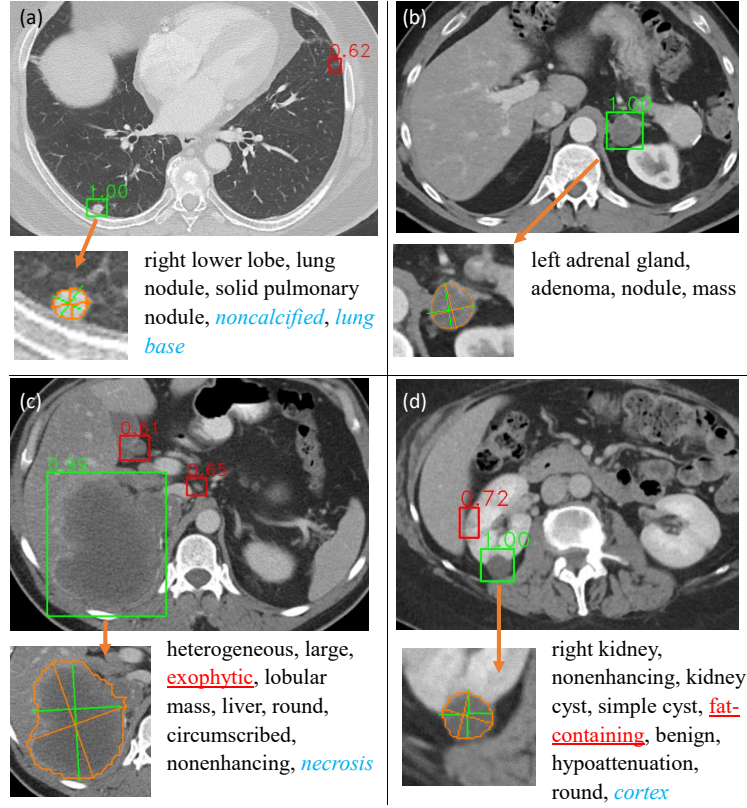 (a)
0.62
1.00
right lower lobe, lung
nodule, solid pulmonary
nodule, noncalcified, lung
base
(b)
1.00
left adrenal gland,
adenoma, nodule, mass
(c)
0.61
0.99
0.65
heterogeneous, large,
exophytic, lobular
mass, liver, round,
circumscribed,
nonenhancing, necrosis
(d)
0.72
1.00
right kidney,
nonenhancing, kidney
cyst, simple cyst, fat-
containing, benign,
hypoattenuation,
round, cortex